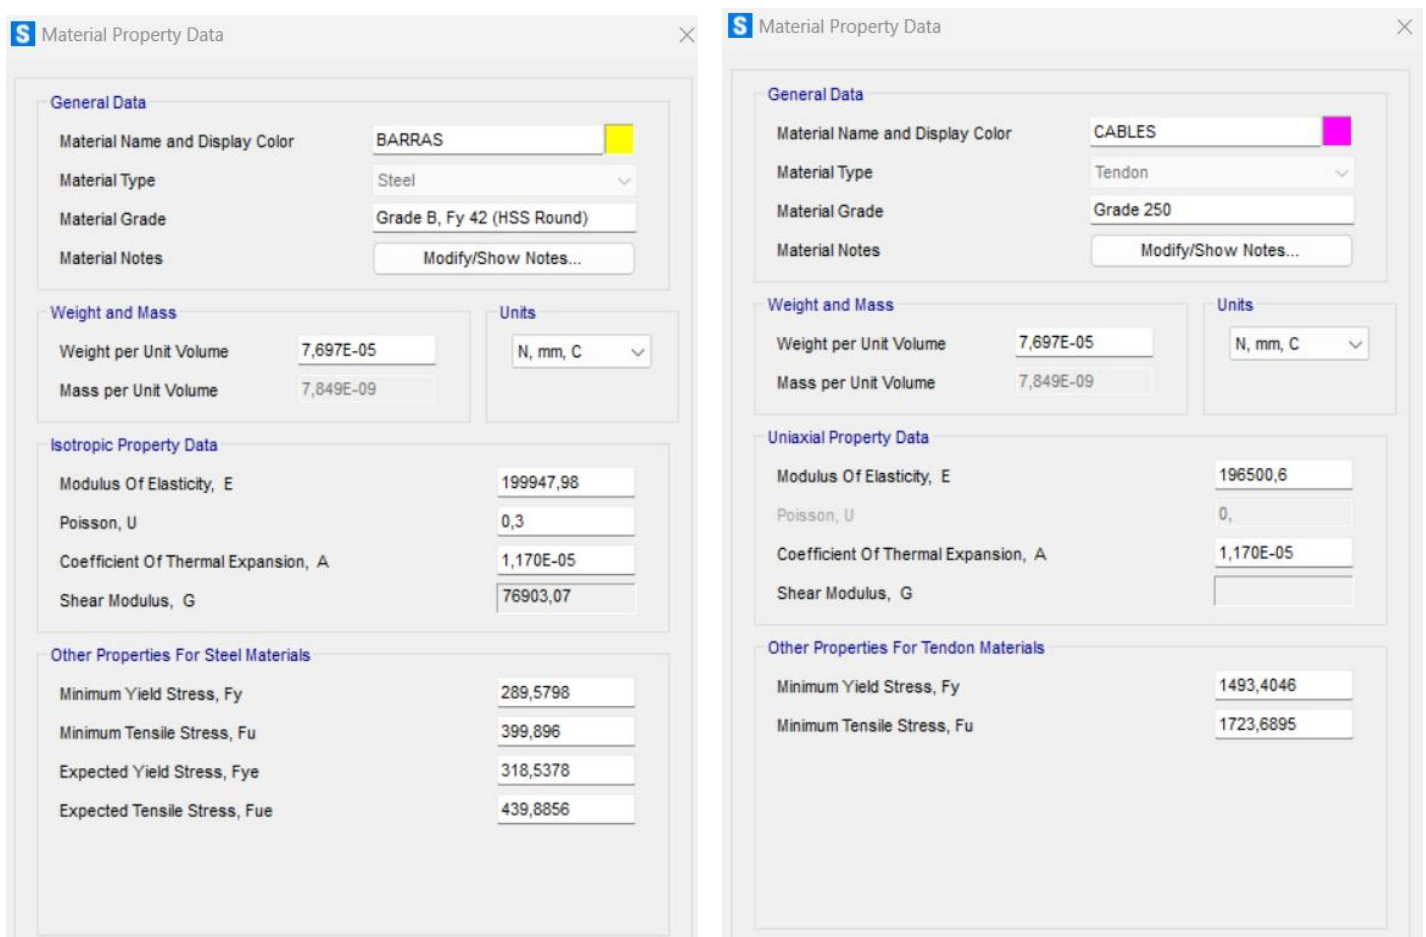 S Material Property Data
General Data
Material Name and Display Color BARRAS
Material Type Steel
Material Grade Grade B, Fy 42 (HSS Round)
Material Notes Modify/Show Notes...
Weight and Mass Units
Weight per Unit Volume 7,697E-05 N, mm, C
Mass per Unit Volume 7,849E-09
Isotropic Property Data
Modulus Of Elasticity, E 199947,98
Poisson, U 0,3
Coefficient Of Thermal Expansion, A 1,170E-05
Shear Modulus, G 76903,07
Other Properties For Steel Materials
Minimum Yield Stress, Fy 289,5798
Minimum Tensile Stress, Fu 399,896
Expected Yield Stress, Fye 318,5378
Expected Tensile Stress, Fue 439,8856
S Material Property Data
General Data
Material Name and Display Color CABLES
Material Type Tendon
Material Grade Grade 250
Material Notes Modify/Show Notes...
Weight and Mass Units
Weight per Unit Volume 7,697E-05 N, mm, C
Mass per Unit Volume 7,849E-09
Uniaxial Property Data
Modulus Of Elasticity, E 196500,6
Poisson, U 0,
Coefficient Of Thermal Expansion, A 1,170E-05
Shear Modulus, G
Other Properties For Tendon Materials
Minimum Yield Stress, Fy 1493,4046
Minimum Tensile Stress, Fu 1723,6895